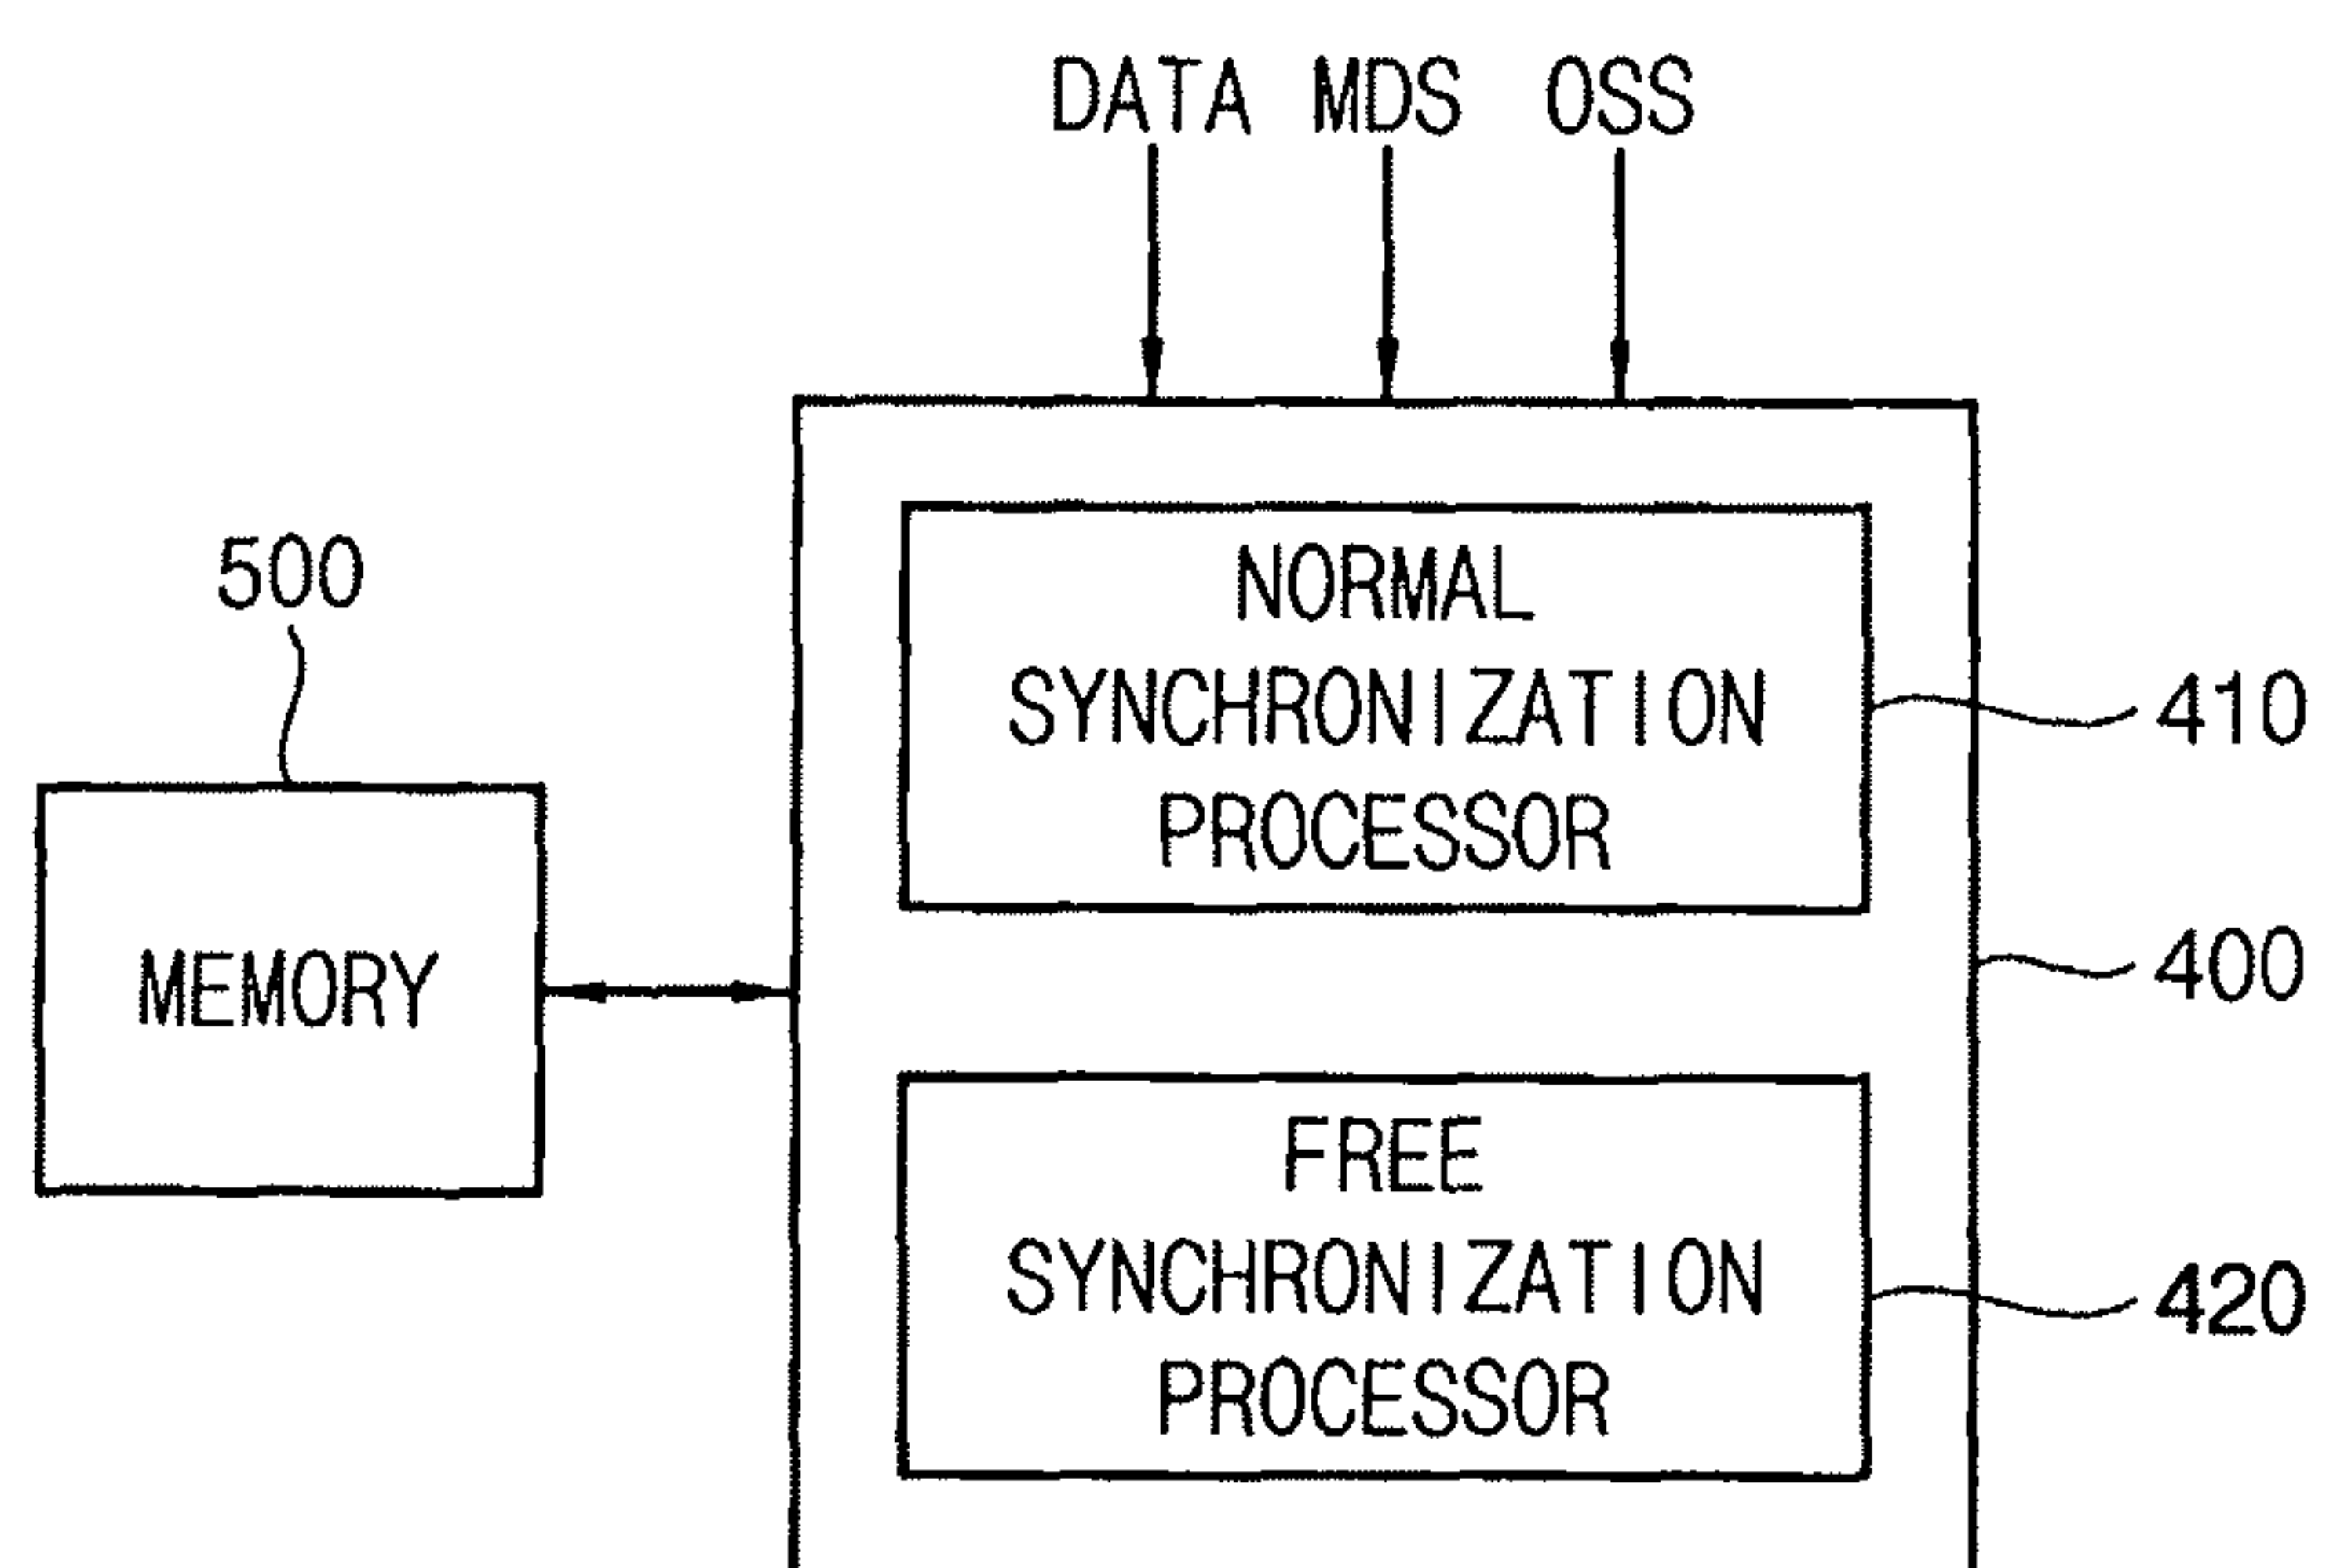 DATA MDS OSS
500
NORMAL
SYNCHRONIZATION
PROCESSOR
410
MEMORY
400
FREE
SYNCHRONIZATION
PROCESSOR
420